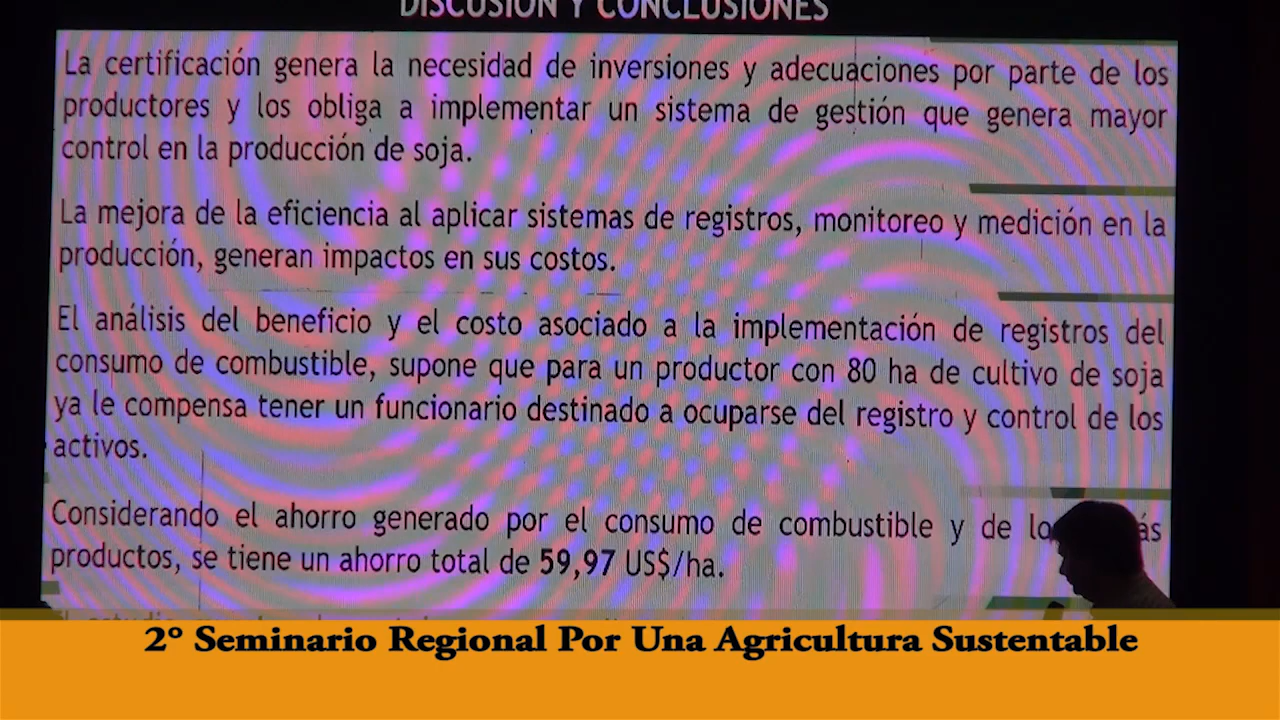 DISCUSIÓN Y CONCLUSIONES
La certificación genera la necesidad de inversiones y adecuaciones por parte de los
productores y los obliga a implementar un sistema de gestión que genera mayor
control en la producción de soja.
La mejora de la eficiencia al aplicar sistemas de registros, monitoreo y medición en la
producción, generan impactos en sus costos.
El análisis del beneficio y el costo asociado a la implementación de registros del
consumo de combustible, supone que para un productor con 80 ha de cultivo de soja
ya le compensa tener un funcionario destinado a ocuparse del registro y control de los
activos.
Considerando el ahorro generado por el consumo de combustible y de
productos, se tiene un ahorro total de 59,97 US$/ha.
2º Seminario Regional Por Una Agricultura Sustentable